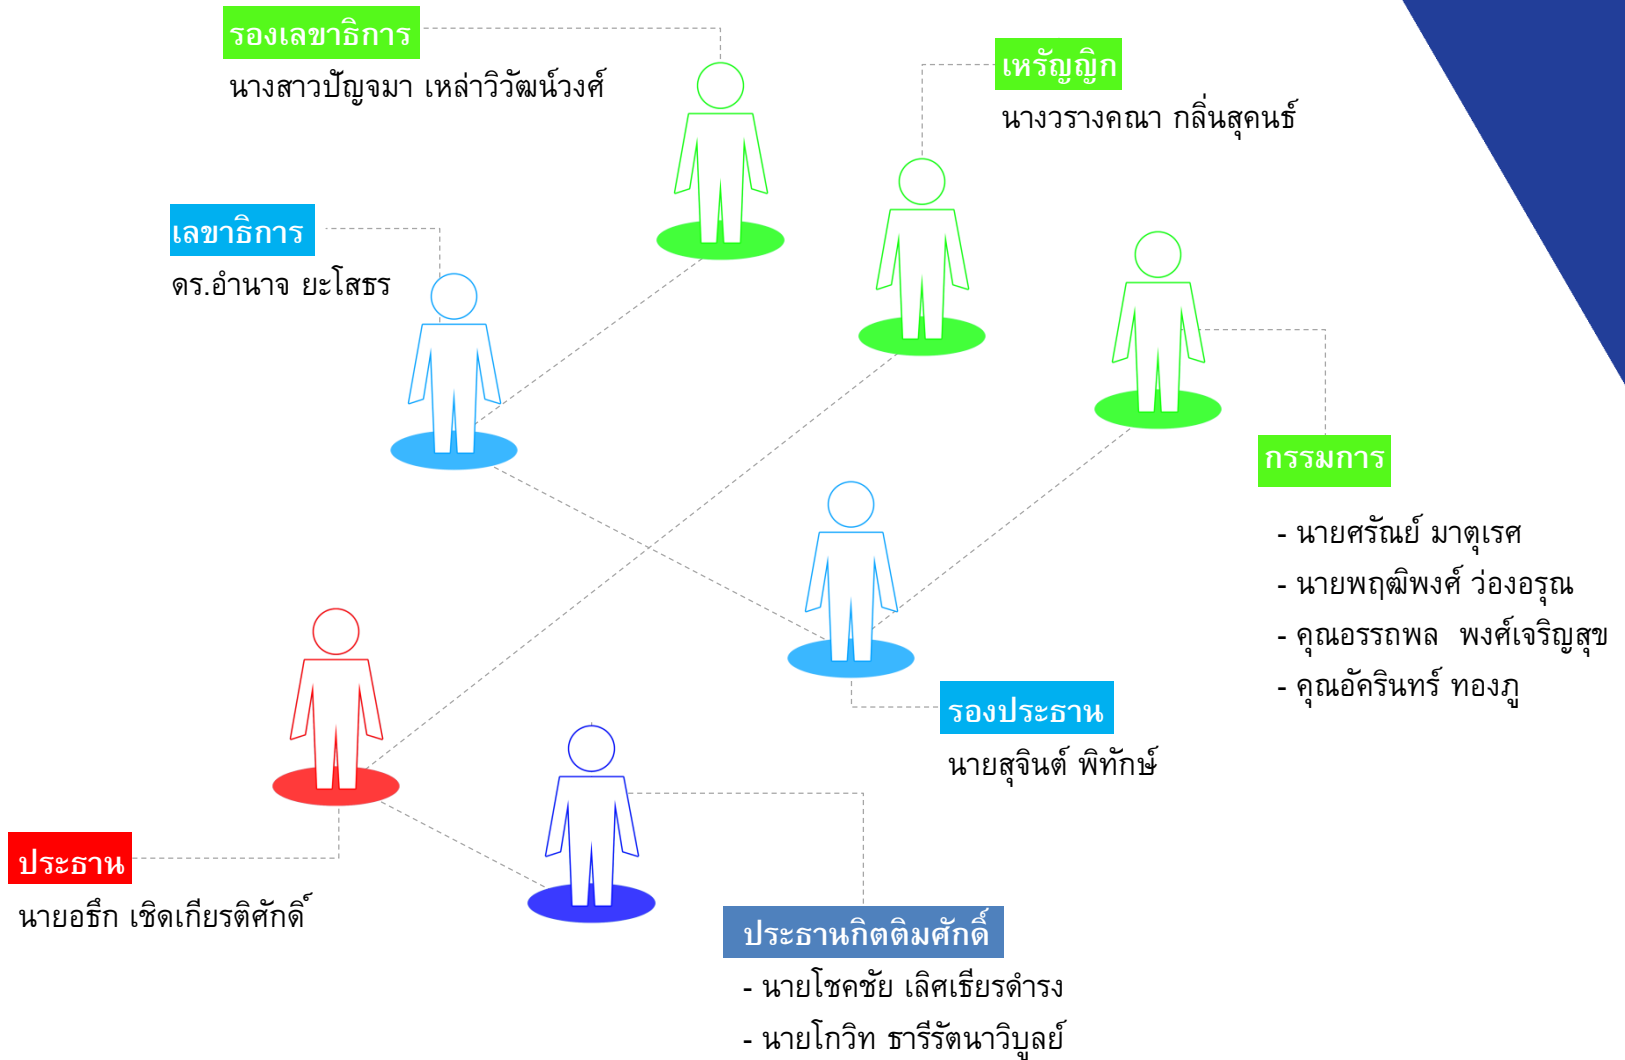 รองเลขาธิการ
นางสาวปัญจมา เหล่าวิวัฒน์วงศ์
เหรัญญิก
นางวรางคณา กลิ่นสุคนธ์
เลขาธิการ
ดร.อำนาจ ยะโสธร
กรรมการ
- นายศรัณย์ มาตุเรศ
- นายพฤฒิพงศ์ ว่องอรุณ
- คุณอรรถพล พงศ์เจริญสุข
- คุณอัครินทร์ ทองภู
รองประธาน
นายสุจินต์ พิทักษ์
ประธาน
นายอธึก เชิดเกียรติศักดิ์
ประธานกิตติมศักดิ์
- นายโชคชัย เลิศเธียรดำรง
- นายโกวิท ธารีรัตนาวิบูลย์